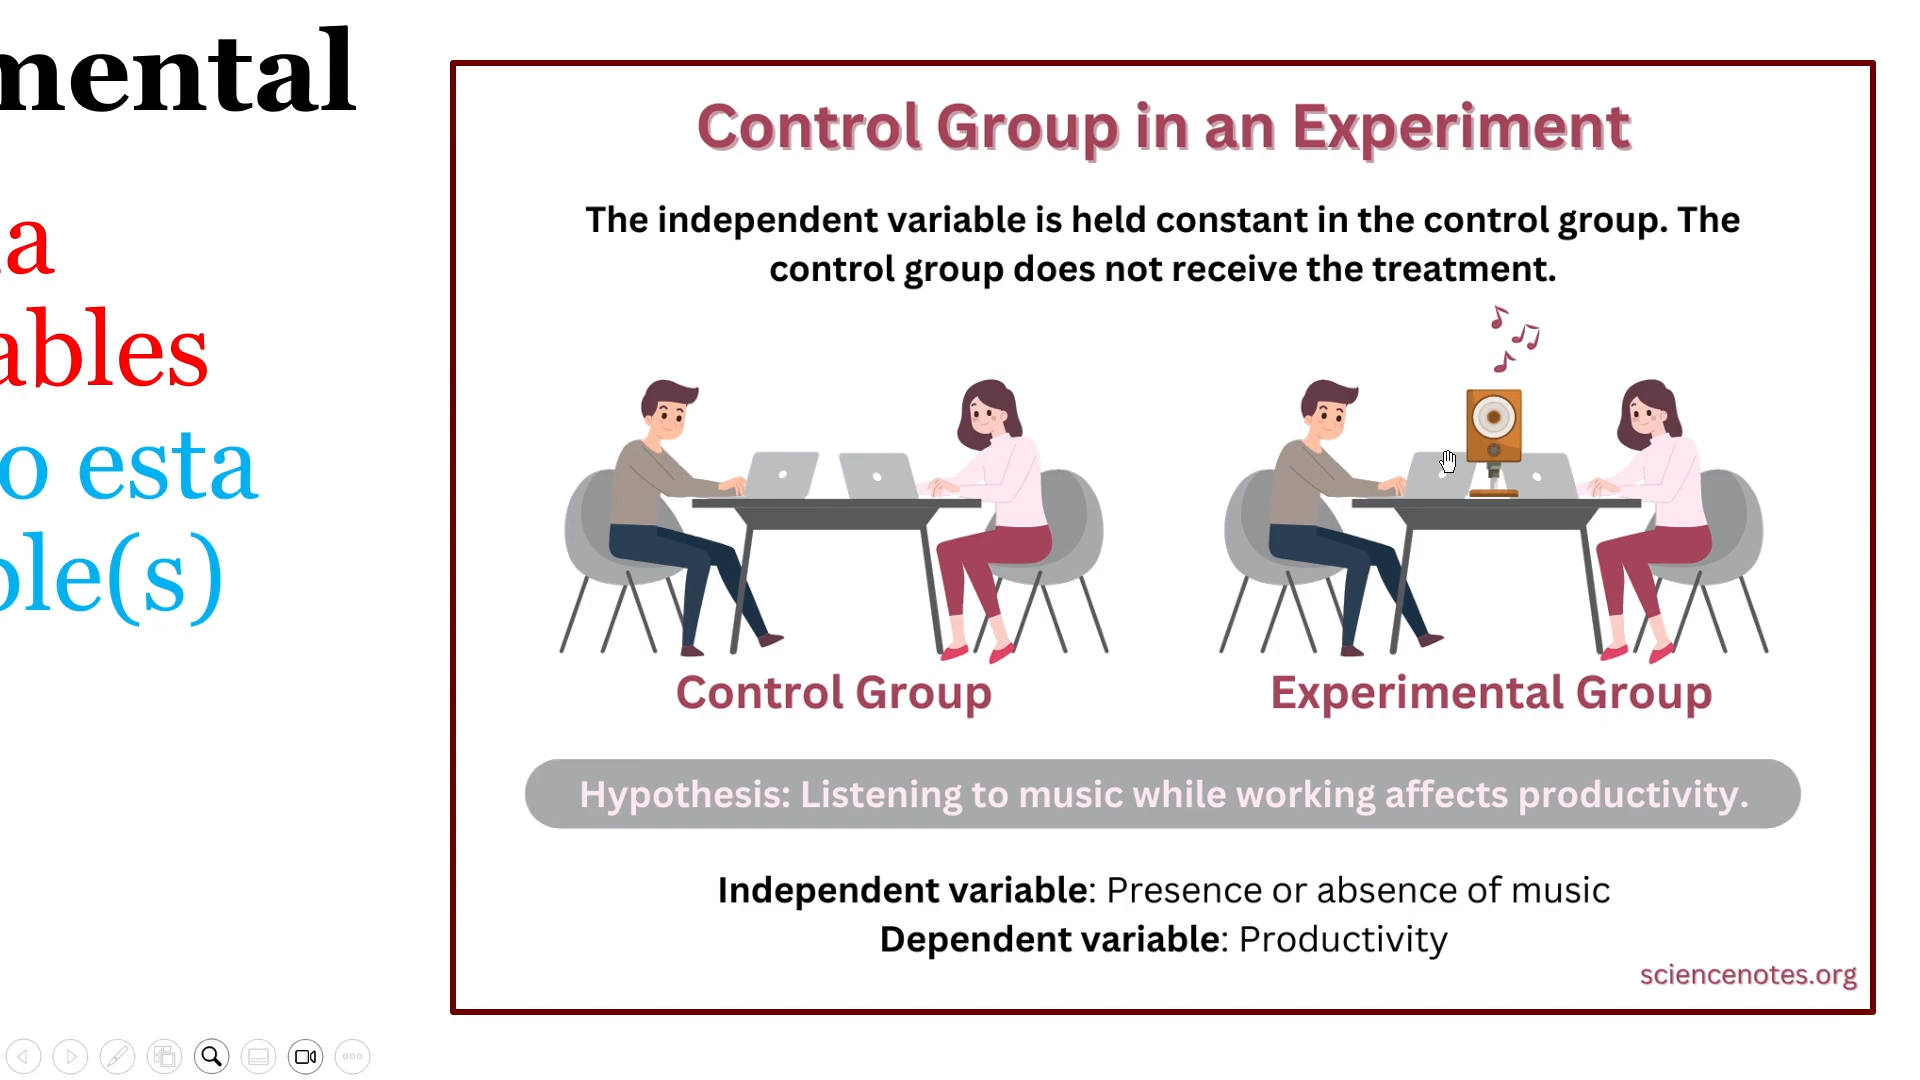 mental
a
ables
o esta
ble(s)
Control Group in an Experiment
The independent variable is held constant in the control group. The
control group does not receive the treatment.
Control Group
Experimental Group
Hypothesis: Listening to music while working affects productivity.
Independent variable: Presence or absence of music
Dependent variable: Productivity
sciencenotes.org